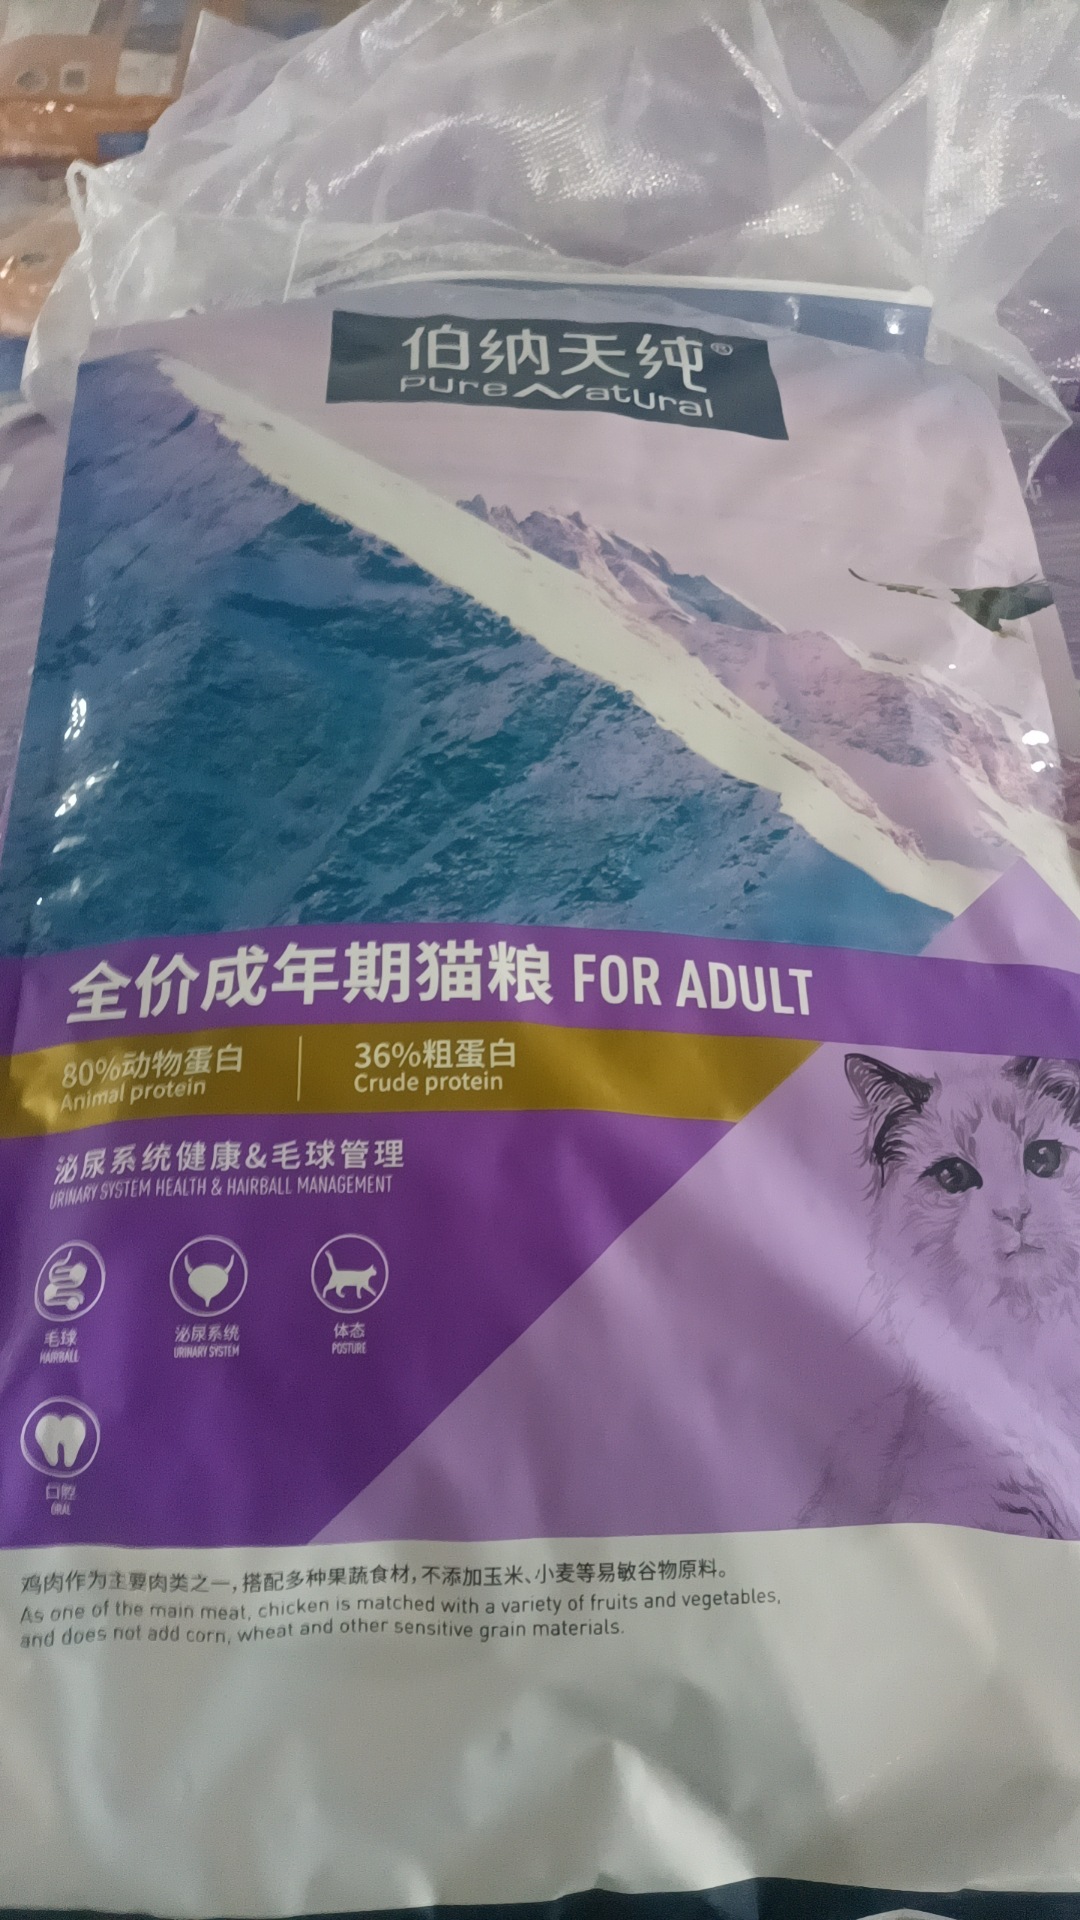 伯纳天纯®
PureNatural
全价成年期猫粮 FOR ADULT
80%动物蛋白
Animal protein
36%粗蛋白
Crude protein
泌尿系统健康&毛球管理
URINARY SYSTEM HEALTH & HAIRBALL MANAGEMENT
毛球
HAIRBALL
泌尿系统
URINARY SYSTEM
体态
POSTURE
口腔
ORAL
鸡肉作为主要肉类之一,搭配多种果蔬食材,不添加玉米、小麦等易敏谷物原料。
As one of the main meat, chicken is matched with a variety of fruits and vegetables,
and does not add corn, wheat and other sensitive grain materials.